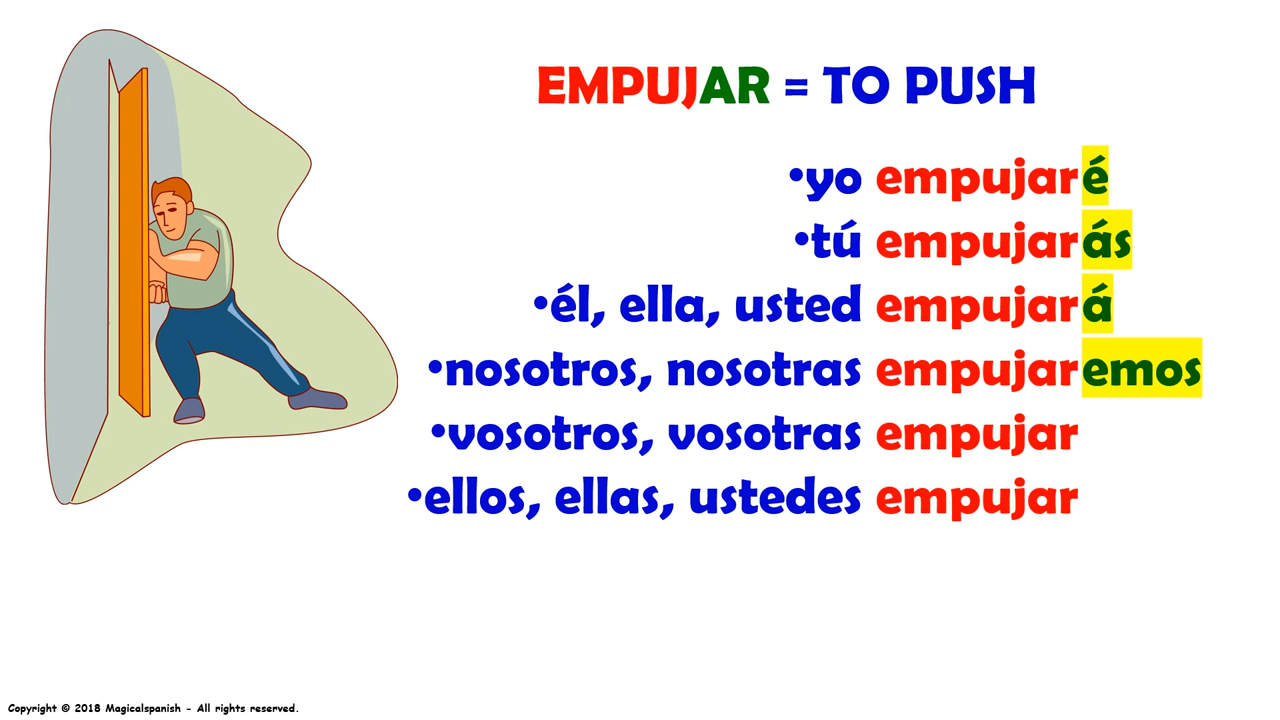 EMPUJAR = TO PUSH
•yo empujaré
•tú empujarás
•él, ella, usted empujará
•nosotros, nosotras empujaremos
•vosotros, vosotras empujar
•ellos, ellas, ustedes empujar
Copyright © 2018 Magicalspanish - All rights reserved.